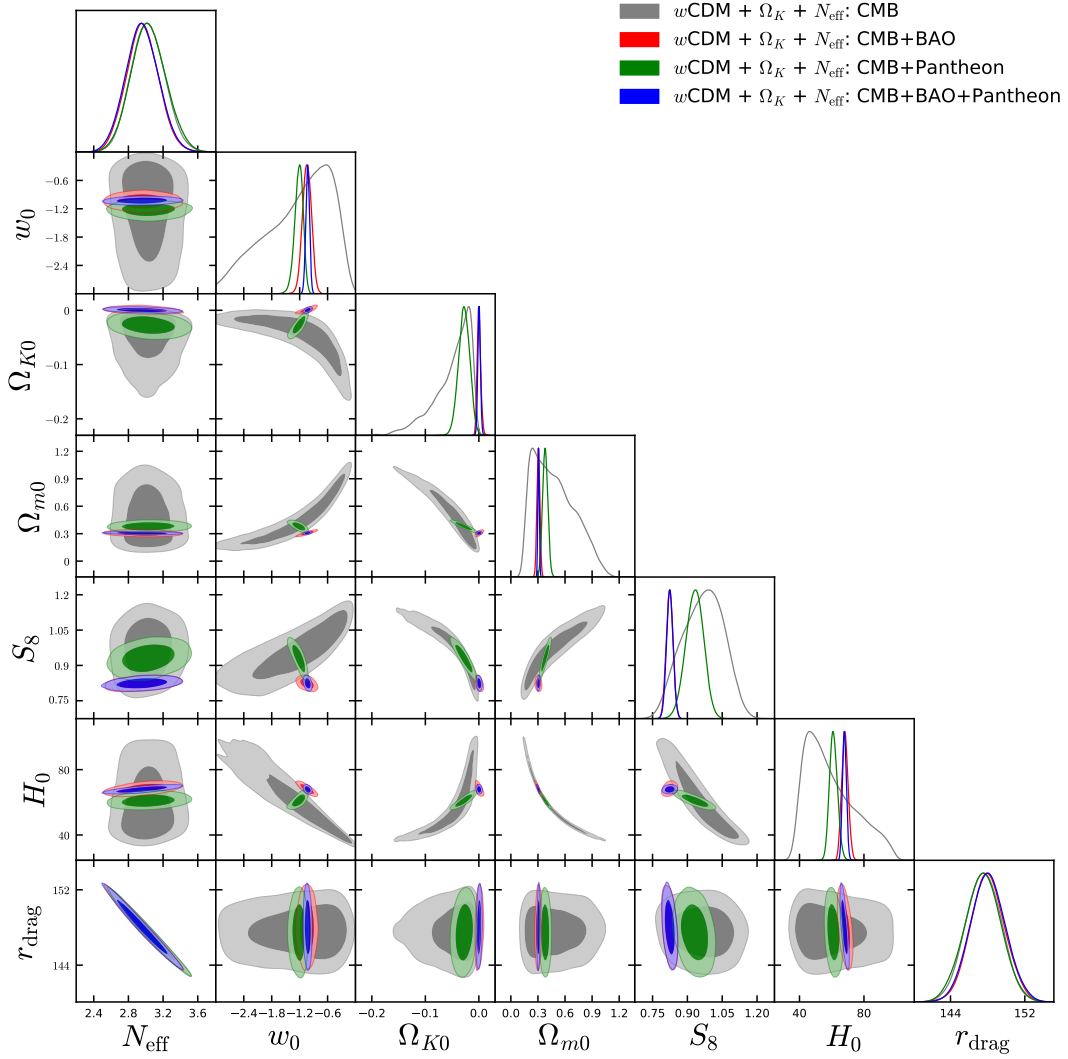 wCDM + Ω_K + N_eff: CMB
wCDM + Ω_K + N_eff: CMB+BAO
wCDM + Ω_K + N_eff: CMB+Pantheon
wCDM + Ω_K + N_eff: CMB+BAO+Pantheon
w_0
−0.6
−1.2
−1.8
−2.4
Ω_K0
0
−0.1
−0.2
Ω_m0
1.2
0.9
0.6
0.3
0
S_8
1.2
1.05
0.9
0.75
H_0
80
40
r_drag
152
144
2.4 2.8 3.2 3.6
−2.4 −1.8 −1.2 −0.6
−0.2 −0.1 0.0
0.0 0.3 0.6 0.9 1.2
0.75 0.90 1.05 1.20
40 80
144 152
N_eff w_0 Ω_K0 Ω_m0 S_8 H_0 r_drag